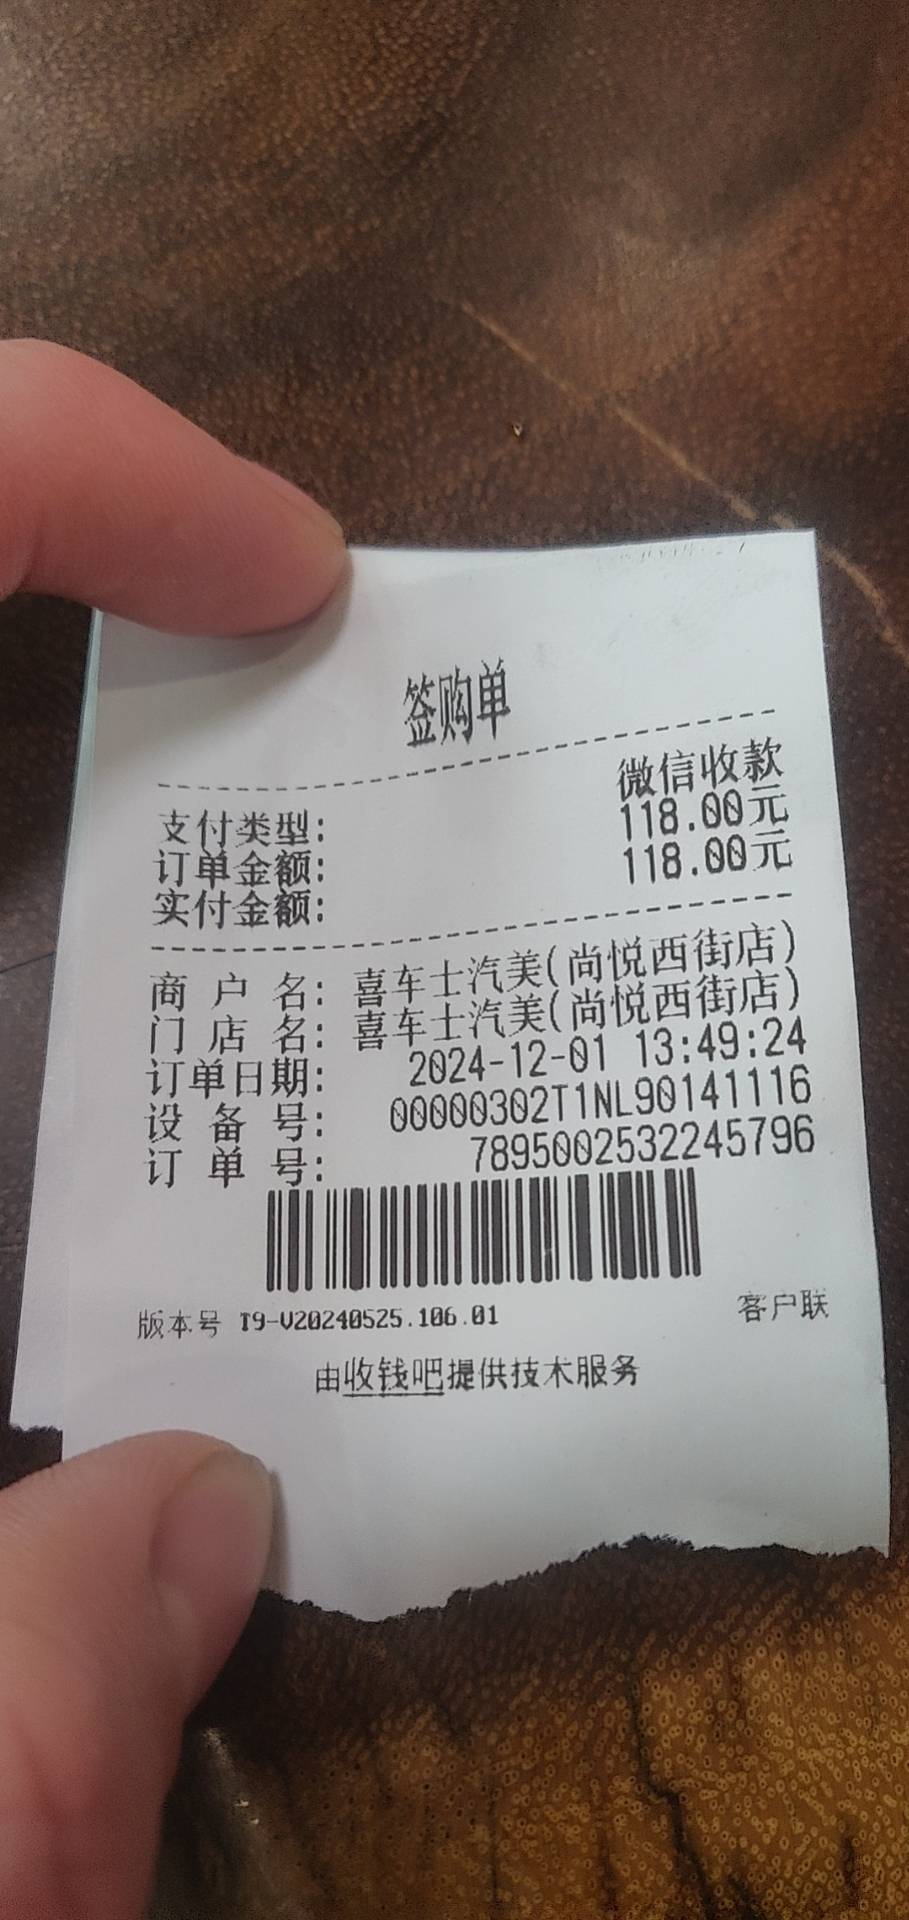 签购单
支付类型: 微信收款
订单金额: 118.00元
实付金额: 118.00元
商户名: 喜车士汽美(尚悦西街店)
门店名: 喜车士汽美(尚悦西街店)
订单日期: 2024-12-01 13:49:24
设备号: 00000302T1NL90141116
订单号: 7895002532245796
版本号 T9-V20240525.106.01 客户联
由收钱吧提供技术服务